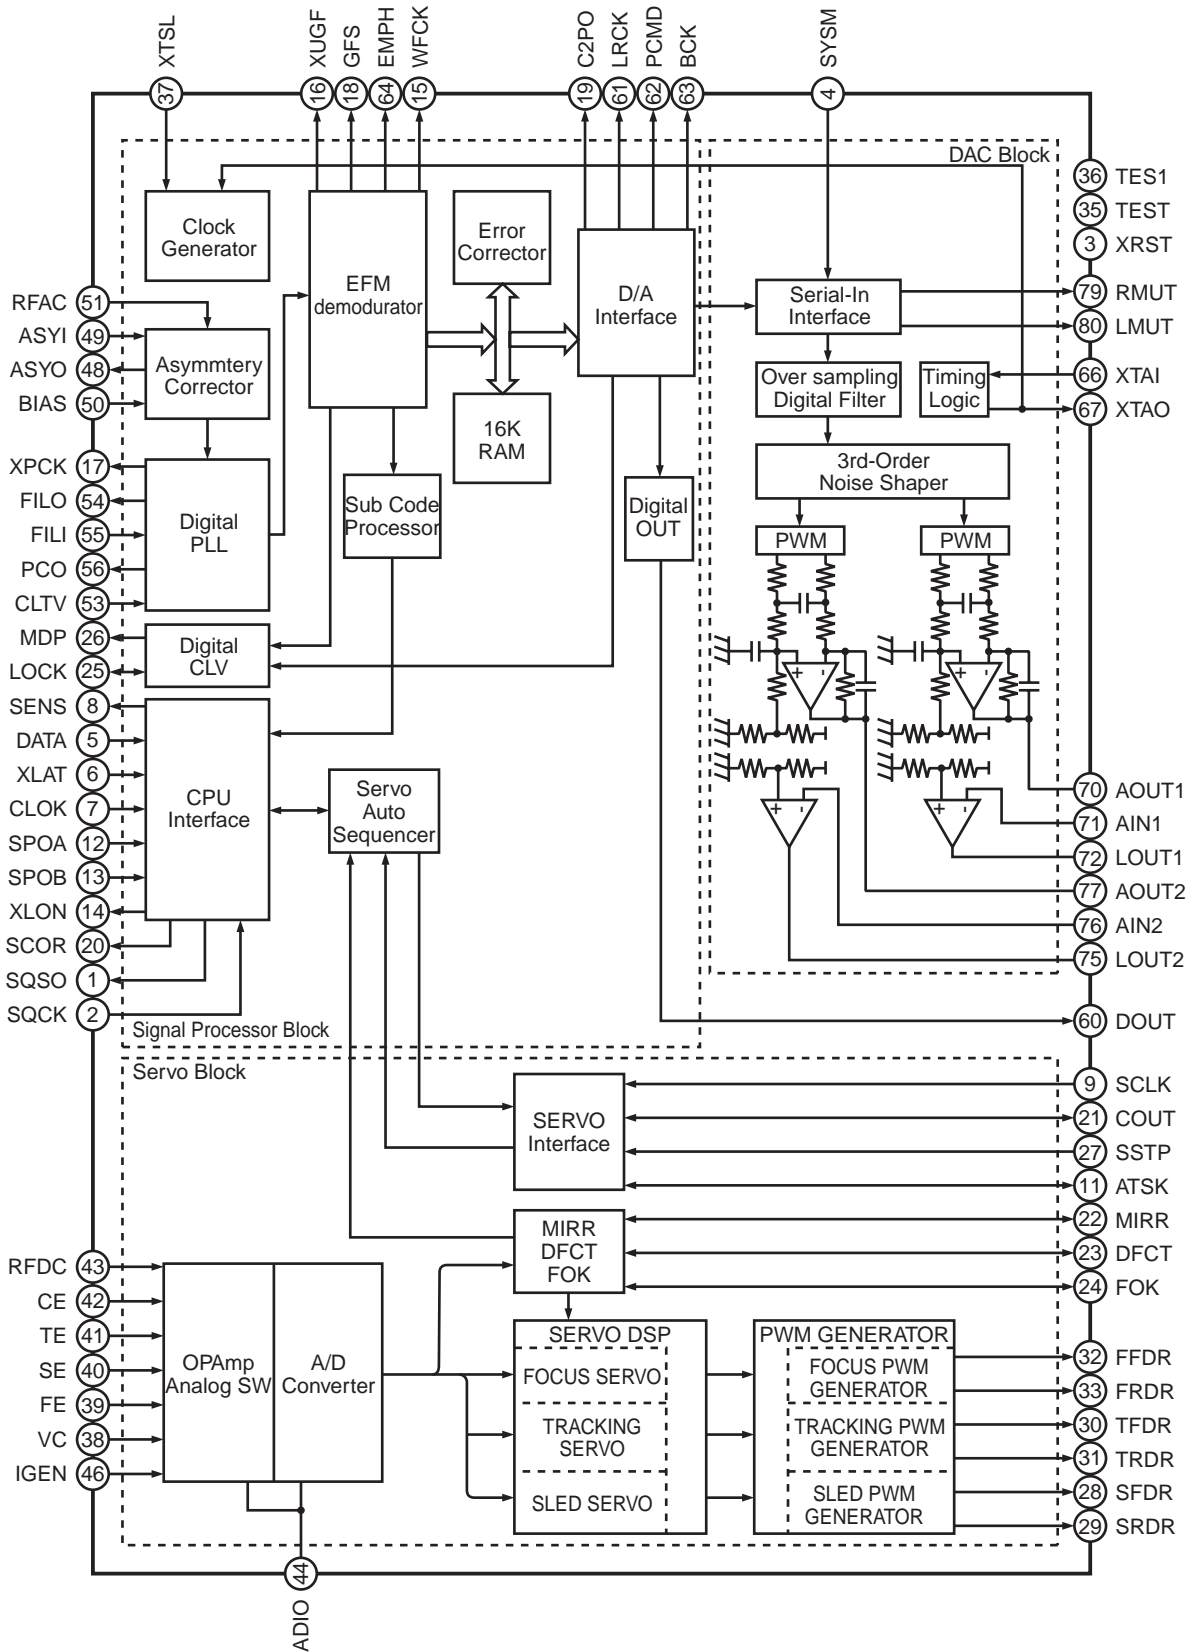 XTSL
XUGF
GFS
EMPH
WFCK
C2PO
LRCK
PCMD
BCK
SYSM
37
16
18
64
15
19
61
62
63
4
DAC Block
36 TES1
35 TEST
3 XRST
79 RMUT
80 LMUT
66 XTAI
67 XTAO
Clock
Generator
EFM
demodurator
Error
Corrector
D/A
Interface
Serial-In
Interface
RFAC 51
ASYI 49
ASYO 48
BIAS 50
Asymmtery
Corrector
16K
RAM
Over sampling
Digital Filter
Timing
Logic
3rd-Order
Noise Shaper
XPCK 17
FILO 54
FILI 55
PCO 56
CLTV 53
Digital
PLL
Sub Code
Processor
Digital
OUT
PWM
PWM
MDP 26
LOCK 25
Digital
CLV
+ -
+ -
SENS 8
DATA 5
XLAT 6
CLOK 7
SPOA 12
SPOB 13
XLON 14
SCOR 20
SQSO 1
SQCK 2
CPU
Interface
Servo
Auto
Sequencer
+ -
+ -
70 AOUT1
71 AIN1
72 LOUT1
77 AOUT2
76 AIN2
75 LOUT2
60 DOUT
Signal Processor Block
Servo Block
SERVO
Interface
9 SCLK
21 COUT
27 SSTP
11 ATSK
22 MIRR
23 DFCT
24 FOK
MIRR
DFCT
FOK
RFDC 43
CE 42
TE 41
SE 40
FE 39
VC 38
IGEN 46
OPAmp
Analog SW
A/D
Converter
SERVO DSP
FOCUS SERVO
TRACKING
SERVO
SLED SERVO
PWM GENERATOR
FOCUS PWM
GENERATOR
TRACKING PWM
GENERATOR
SLED PWM
GENERATOR
32 FFDR
33 FRDR
30 TFDR
31 TRDR
28 SFDR
29 SRDR
44
ADIO